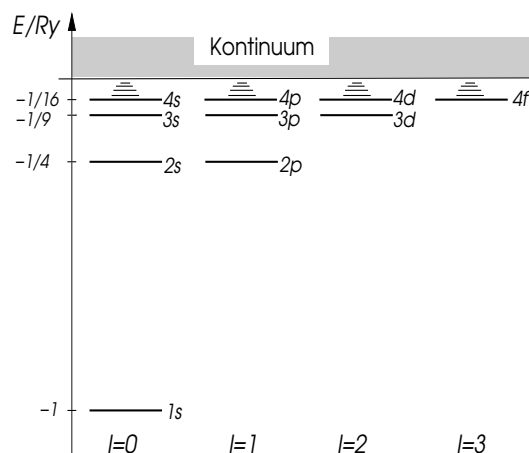 E/Ry
Kontinuum
−1/16 4s 4p 4d 4f
−1/9 3s 3p 3d
−1/4 2s 2p
−1 1s
l=0 l=1 l=2 l=3